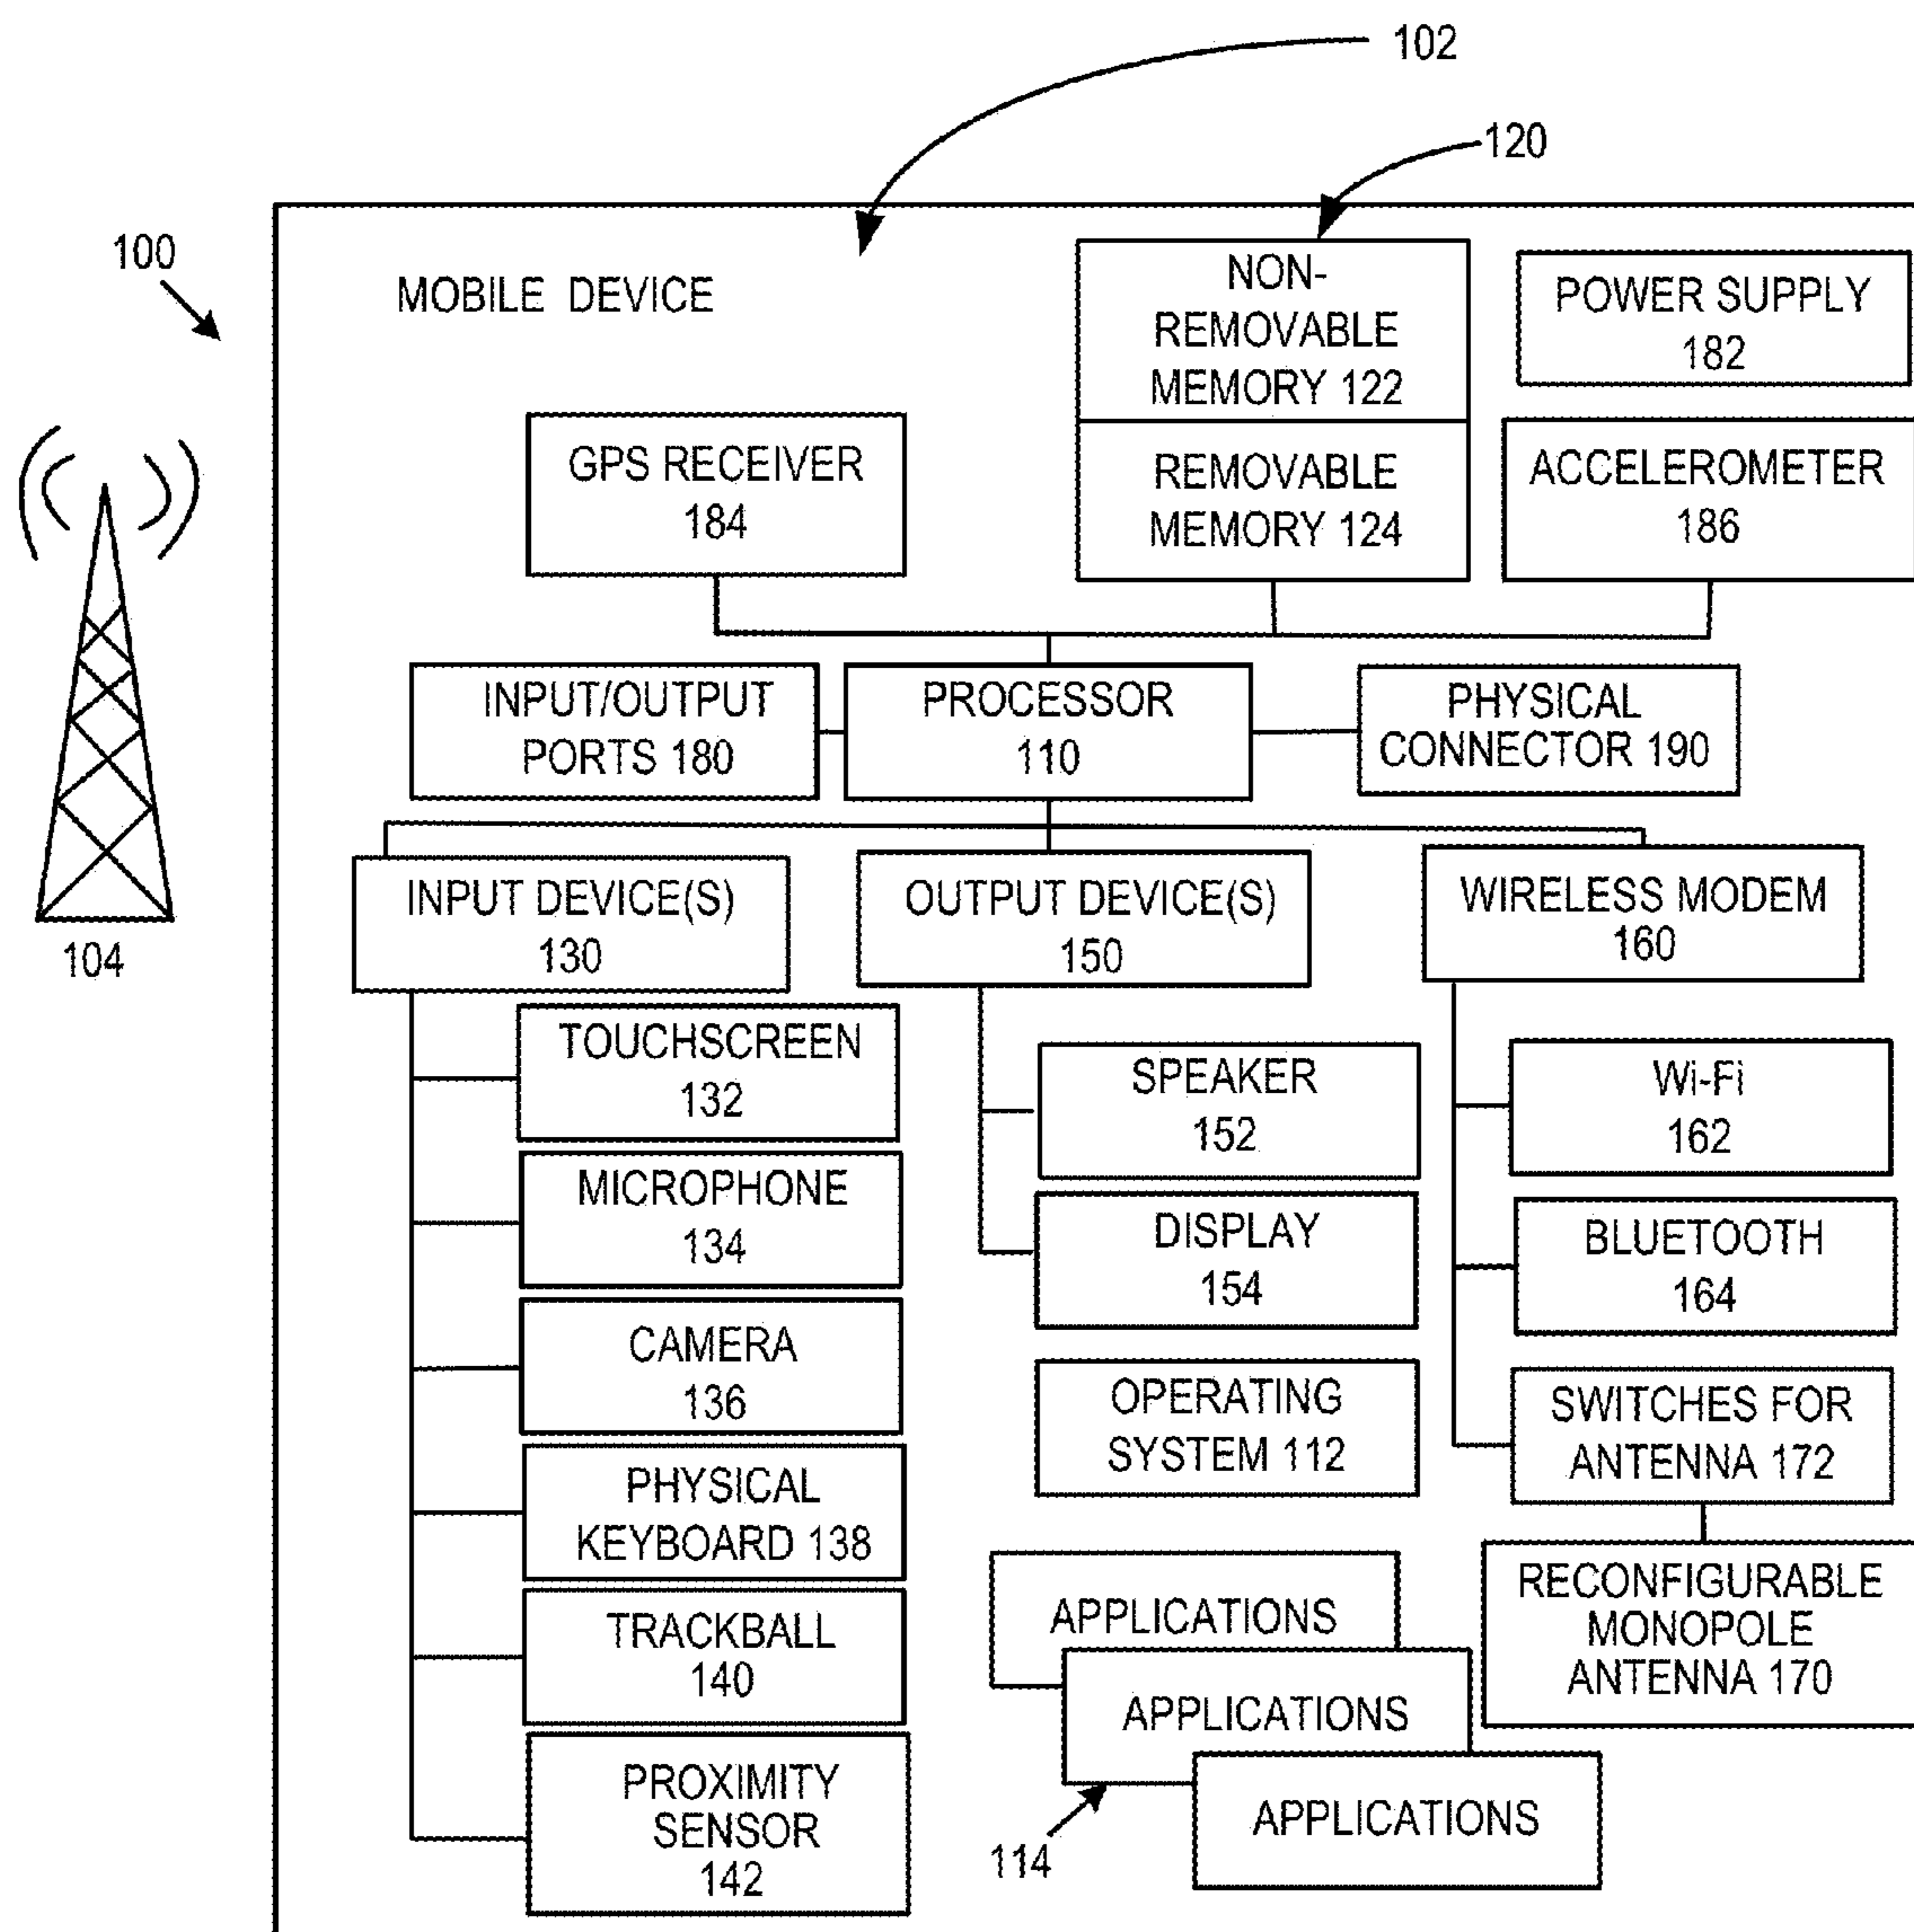 102
120
100
MOBILE DEVICE
NON-
REMOVABLE
MEMORY 122
POWER SUPPLY
182
GPS RECEIVER
184
REMOVABLE
MEMORY 124
ACCELEROMETER
186
INPUT/OUTPUT
PORTS 180
PROCESSOR
110
PHYSICAL
CONNECTOR 190
104
INPUT DEVICE(S)
130
OUTPUT DEVICE(S)
150
WIRELESS MODEM
160
TOUCHSCREEN
132
SPEAKER
152
Wi-Fi
162
MICROPHONE
134
DISPLAY
154
BLUETOOTH
164
CAMERA
136
OPERATING
SYSTEM 112
SWITCHES FOR
ANTENNA 172
PHYSICAL
KEYBOARD 138
APPLICATIONS
RECONFIGURABLE
MONOPOLE
ANTENNA 170
TRACKBALL
140
APPLICATIONS
PROXIMITY
SENSOR
142
114
APPLICATIONS